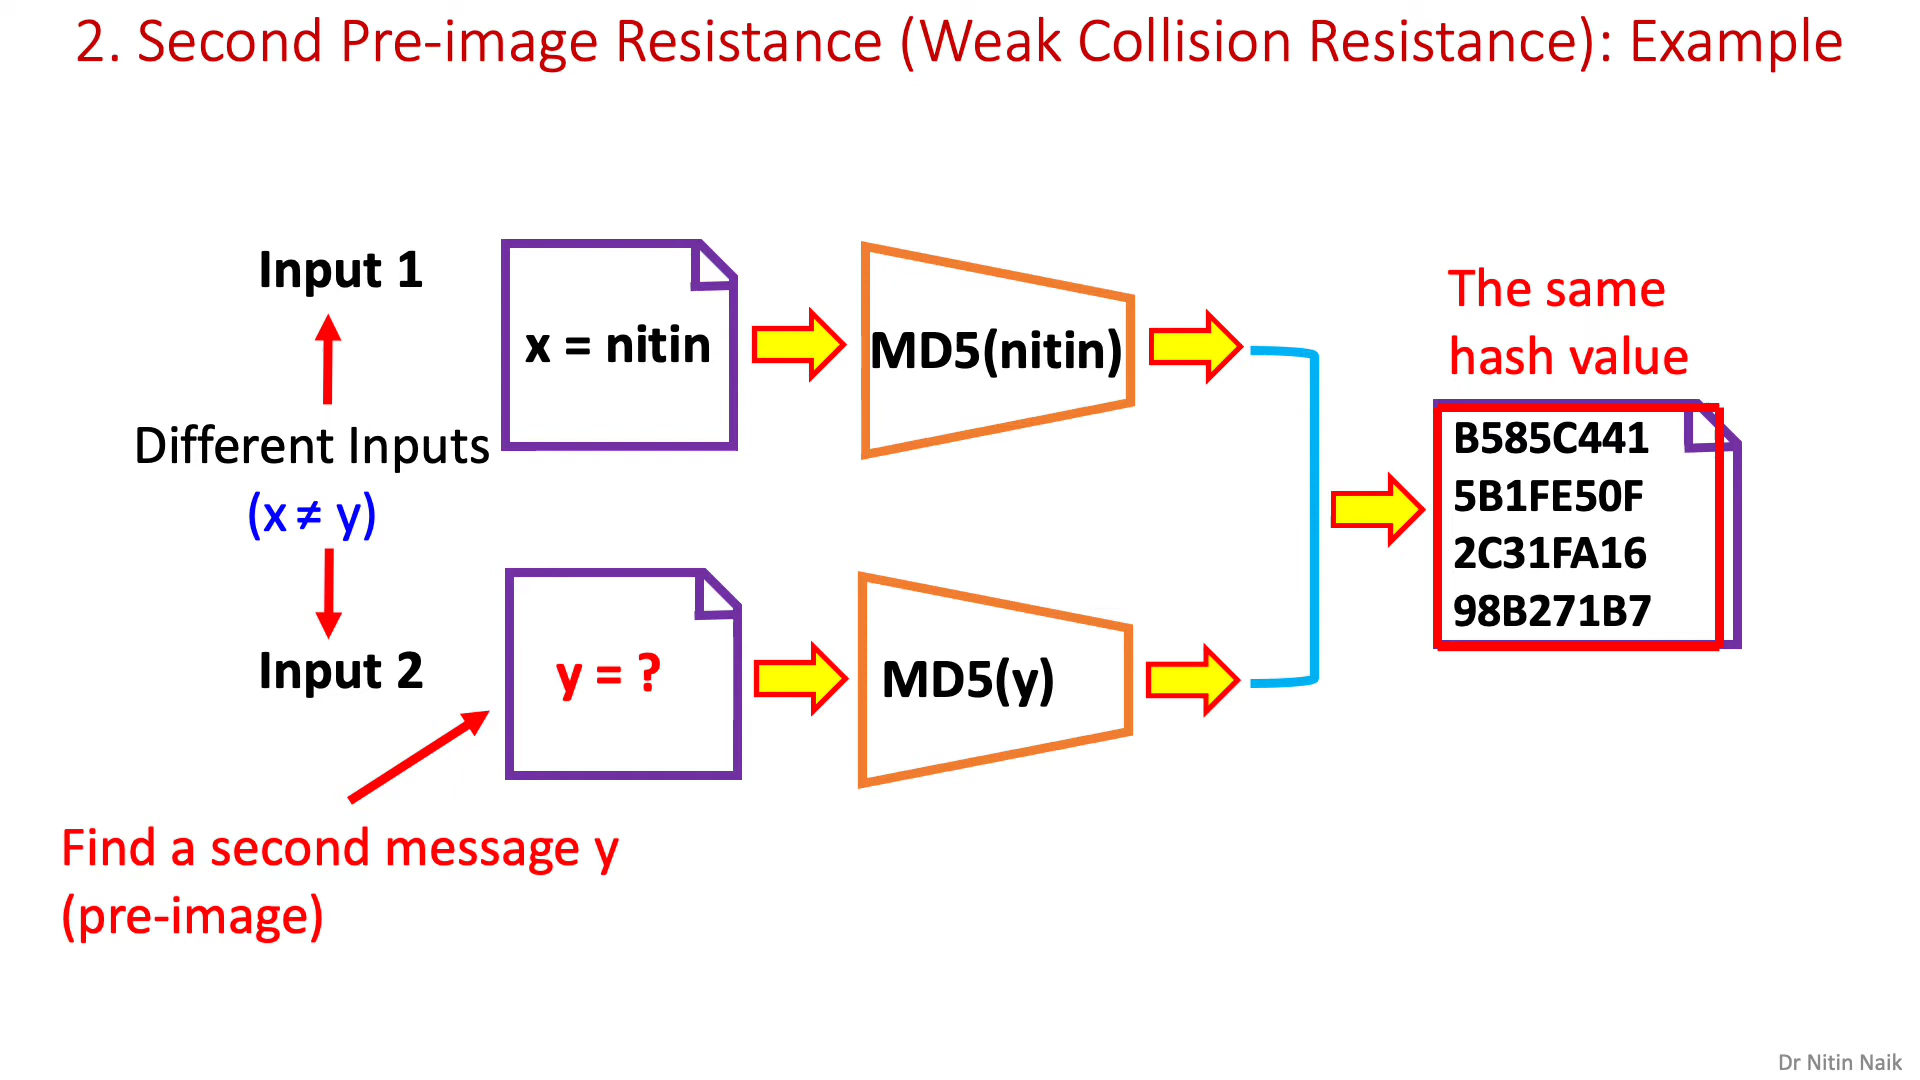 2. Second Pre-image Resistance (Weak Collision Resistance): Example
Input 1
x = nitin
MD5(nitin)
The same
hash value
Different Inputs
(x ≠ y)
B585C441
5B1FE50F
2C31FA16
98B271B7
Input 2
y = ?
MD5(y)
Find a second message y
(pre-image)
Dr Nitin Naik